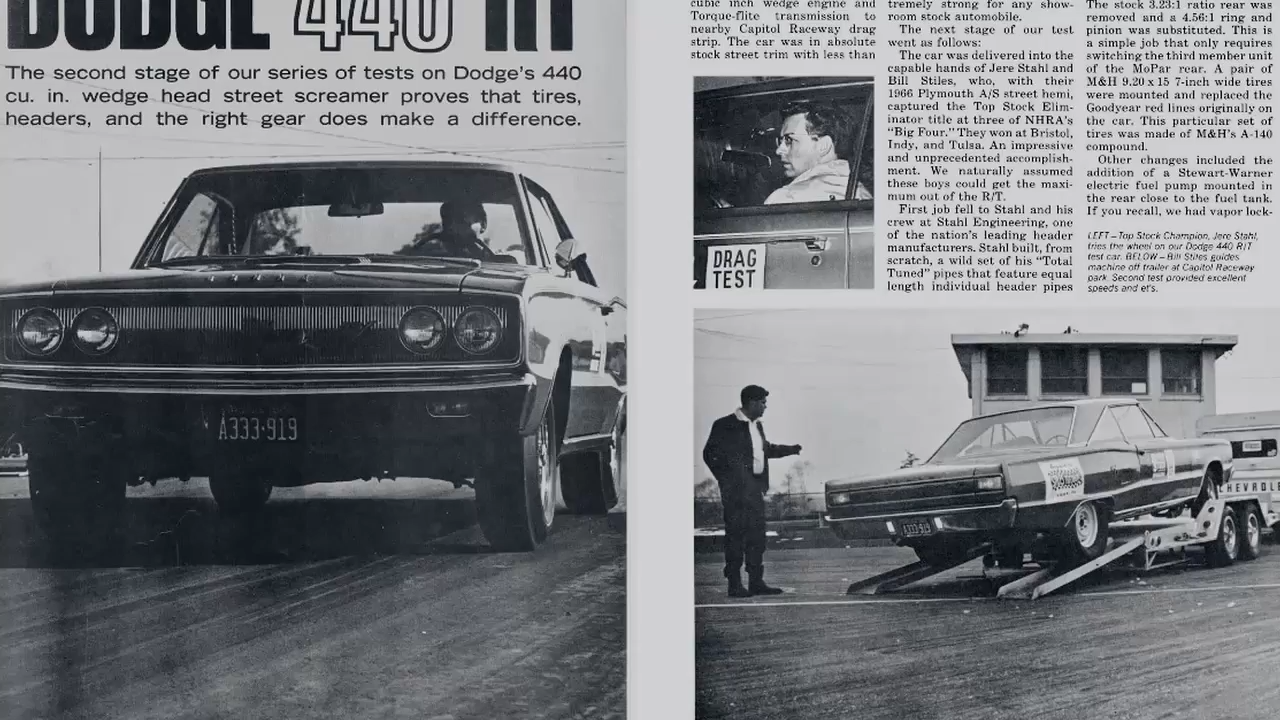 DODGE 440 RT
The second stage of our series of tests on Dodge's 440
cu. in. wedge head street screamer proves that tires,
headers, and the right gear does make a difference.
A333·919
cubic inch wedge engine and
Torque-flite transmission to
nearby Capitol Raceway drag
strip. The car was in absolute
stock street trim with less than
DRAG
TEST
tremely strong for any show-
room stock automobile.
The next stage of our test
went as follows:
The car was delivered into the
capable hands of Jere Stahl and
Bill Stiles, who, with their
1966 Plymouth A/S street hemi,
captured the Top Stock Elim-
inator title at three of NHRA's
"Big Four." They won at Bristol,
Indy, and Tulsa. An impressive
and unprecedented accomplish-
ment. We naturally assumed
these boys could get the maxi-
mum out of the R/T.
First job fell to Stahl and his
crew at Stahl Engineering, one
of the nation's leading header
manufacturers. Stahl built, from
scratch, a wild set of his "Total
Tuned" pipes that feature equal
length individual header pipes
The stock 3.23:1 ratio rear was
removed and a 4.56:1 ring and
pinion was substituted. This is
a simple job that only requires
switching the third member unit
of the MoPar rear. A pair of
M&H 9.20 x 15 7-inch wide tires
were mounted and replaced the
Goodyear red lines originally on
the car. This particular set of
tires was made of M&H's A-140
compound.
Other changes included the
addition of a Stewart-Warner
electric fuel pump mounted in
the rear close to the fuel tank.
If you recall, we had vapor lock-
LEFT—Top Stock Champion, Jere Stahl,
tries the wheel on our Dodge 440 R/T
test car. BELOW—Bill Stiles guides
machine off trailer at Capitol Raceway
park. Second test provided excellent
speeds and et's.
CHEVROLE
A333·919